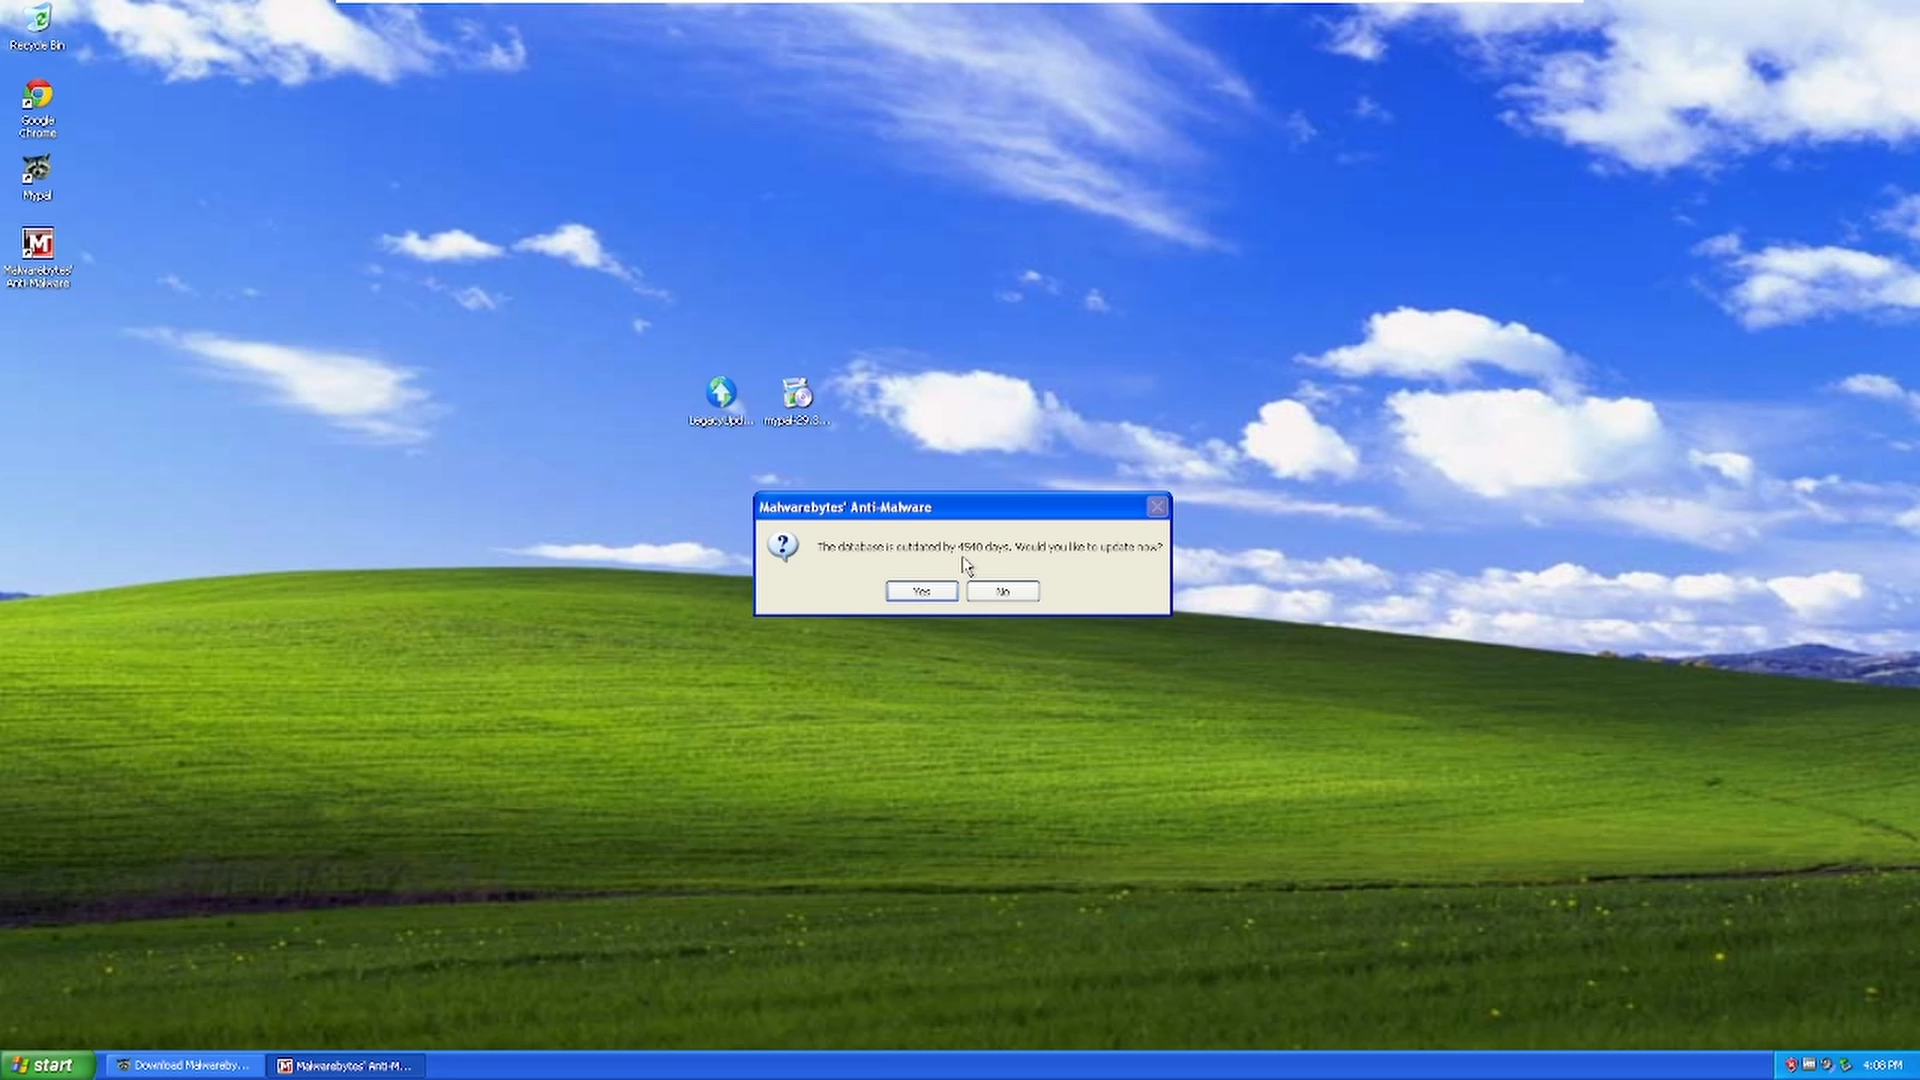 Recycle Bin
Google
Chrome
Mypal
Malwarebytes'
Anti-Malware
LegacyUpd...
mypal-29.3...
Malwarebytes' Anti-Malware
The database is outdated by 4540 days. Would you like to update now?
Yes
No
start
Download Malwareby...
Malwarebytes' Anti-M...
4:08 PM